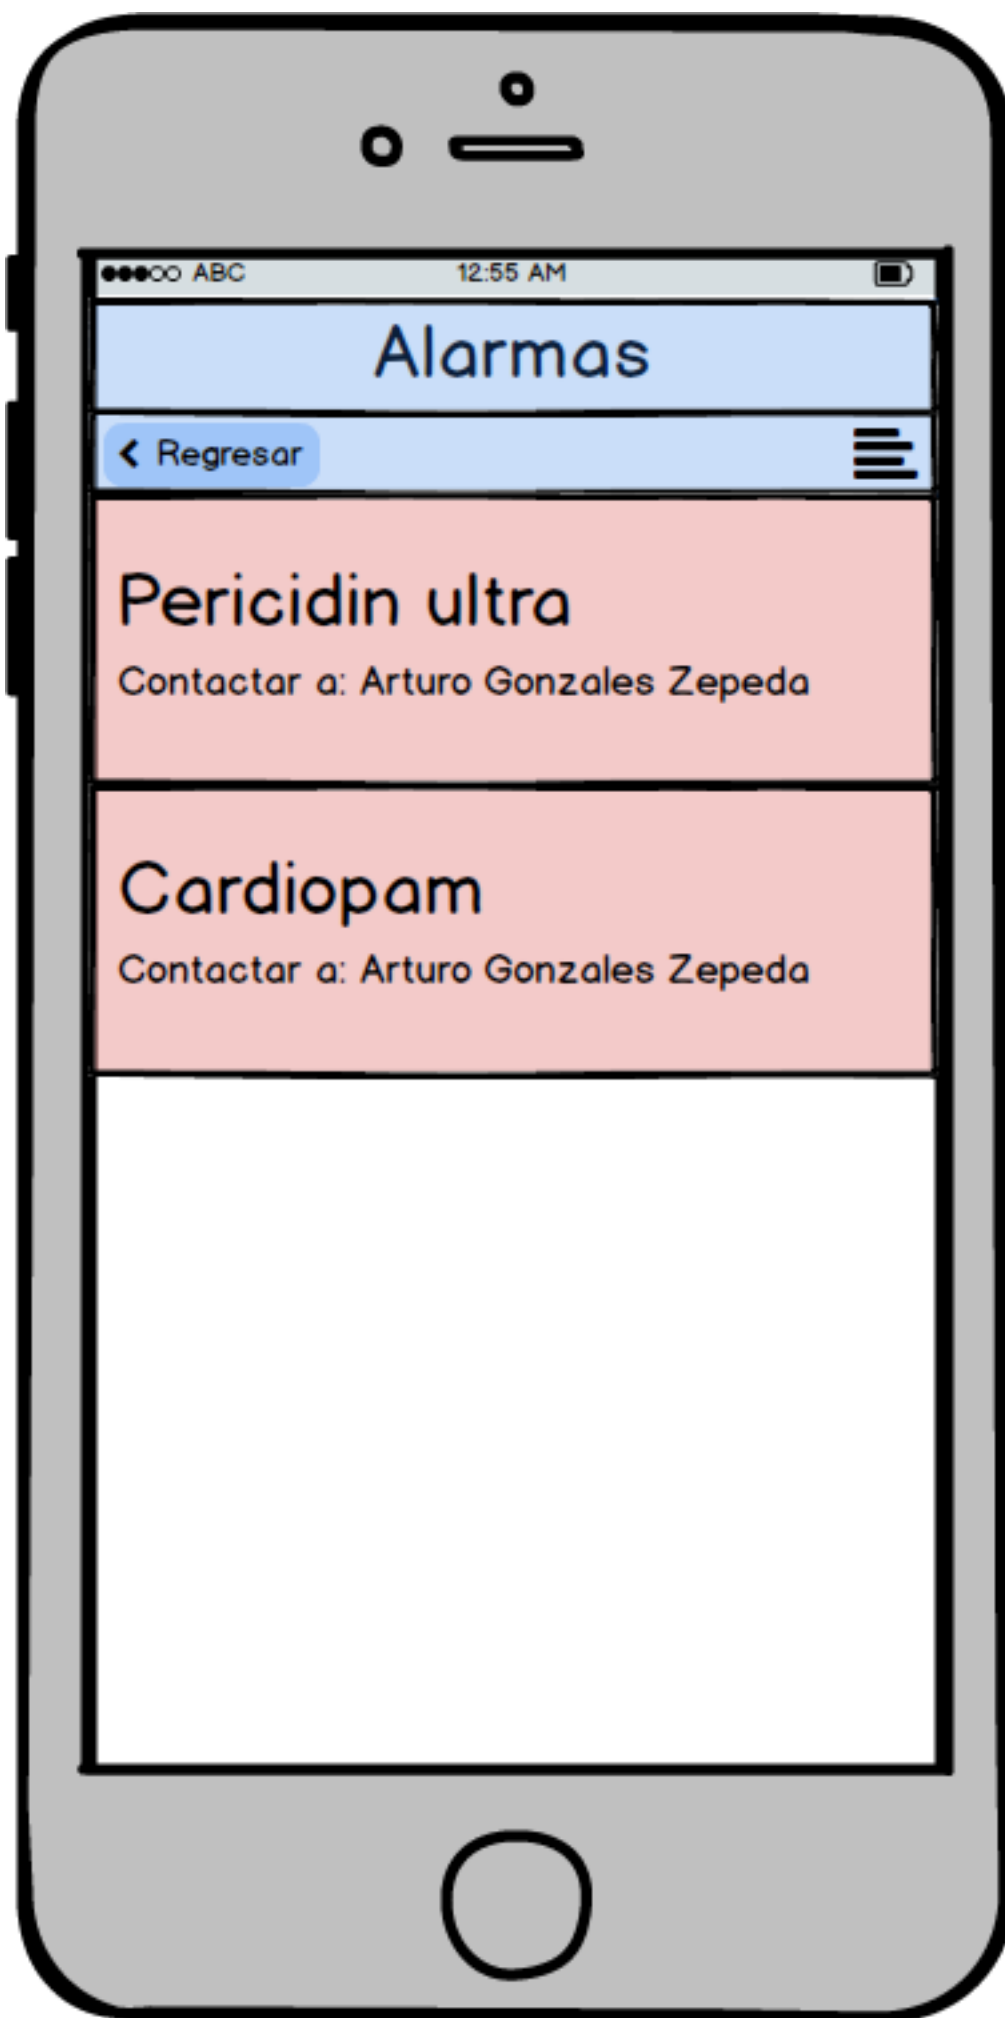 ABC 12:55 AM
Alarmas
Regresar
Pericidin ultra
Contactar a: Arturo Gonzales Zepeda
Cardiopam
Contactar a: Arturo Gonzales Zepeda